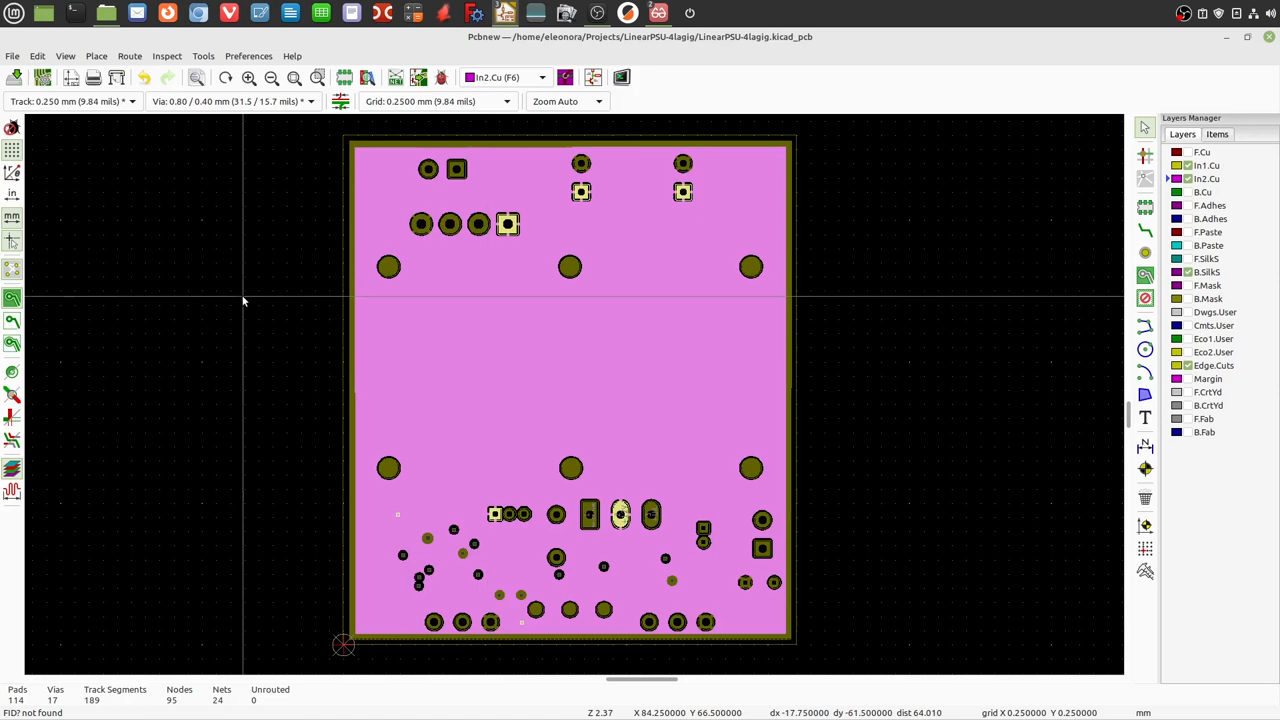 Pcbnew — /home/eleonora/Projects/LinearPSU-4lagig/LinearPSU-4lagig.kicad_pcb
File Edit View Place Route Inspect Tools Preferences Help
In2.Cu (F6)
Track: 0.250 mm (9.84 mils) * Via: 0.80 / 0.40 mm (31.5 / 15.7 mils) * Grid: 0.2500 mm (9.84 mils) Zoom Auto
in
mm
NET
T
N
Layers Manager
Layers Items
F.Cu
In1.Cu
In2.Cu
B.Cu
F.Adhes
B.Adhes
F.Paste
B.Paste
F.SilkS
B.SilkS
F.Mask
B.Mask
Dwgs.User
Cmts.User
Eco1.User
Eco2.User
Edge.Cuts
Margin
F.CrtYd
B.CrtYd
F.Fab
B.Fab
Pads Vias Track Segments Nodes Nets Unrouted
114 17 189 95 24 0
FID? not found Z 2.37 X 84.250000 Y 66.500000 dx -17.750000 dy -61.500000 dist 64.010 grid X 0.250000 Y 0.250000 mm